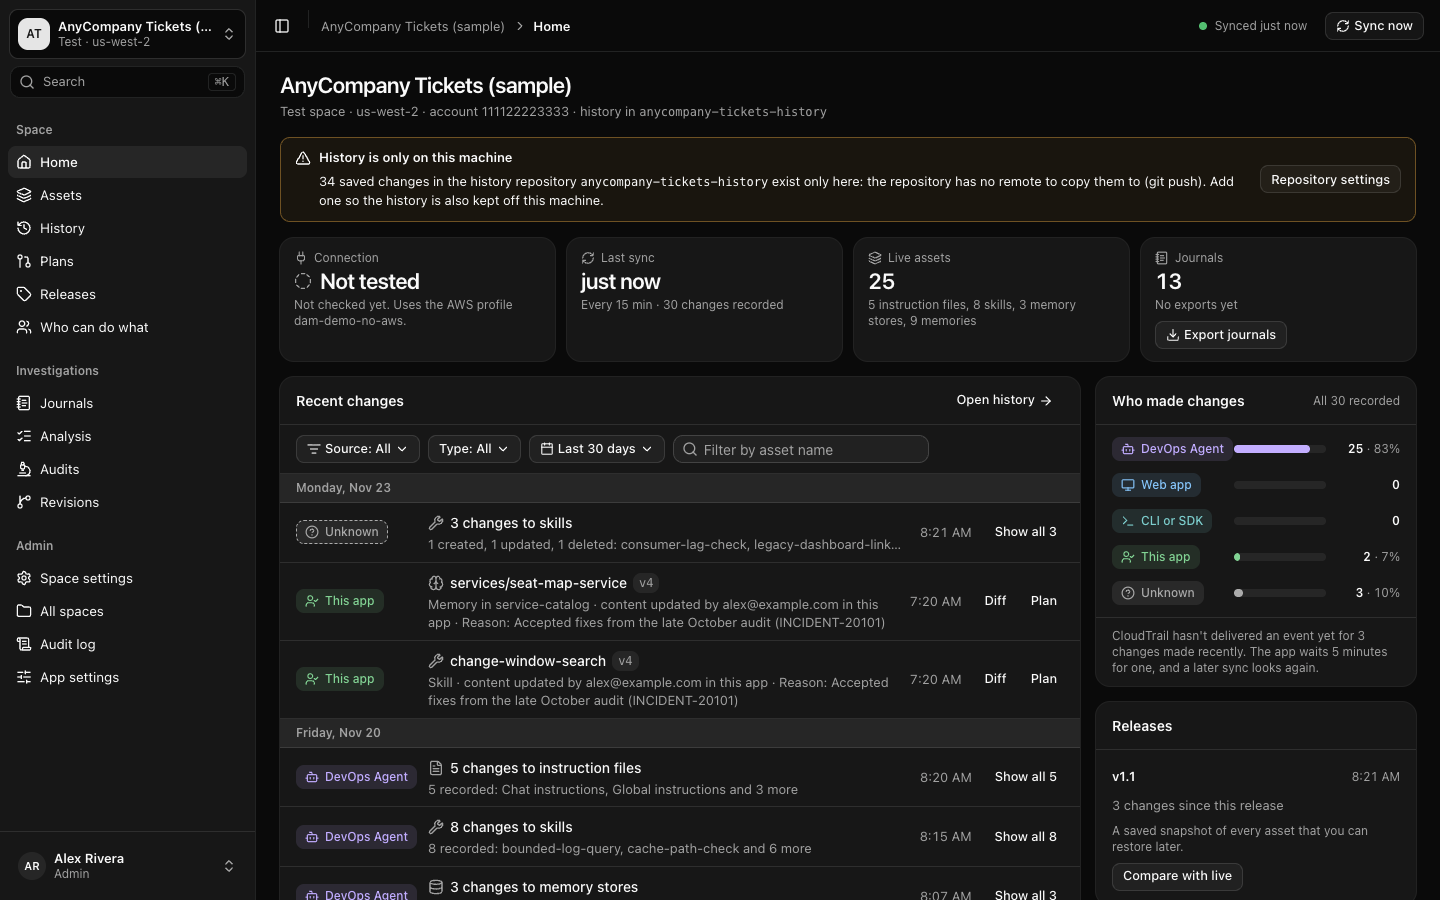 AT
AnyCompany Tickets (...
Test · us-west-2
Search
⌘K
Space
Home
Assets
History
Plans
Releases
Who can do what
Investigations
Journals
Analysis
Audits
Revisions
Admin
Space settings
All spaces
Audit log
App settings
AR
Alex Rivera
Admin
AnyCompany Tickets (sample) > Home
Synced just now
Sync now
AnyCompany Tickets (sample)
Test space · us-west-2 · account 111122223333 · history in anycompany-tickets-history
History is only on this machine
34 saved changes in the history repository anycompany-tickets-history exist only here: the repository has no remote to copy them to (git push). Add
one so the history is also kept off this machine.
Repository settings
Connection
Not tested
Not checked yet. Uses the AWS profile
dam-demo-no-aws.
Last sync
just now
Every 15 min · 30 changes recorded
Live assets
25
5 instruction files, 8 skills, 3 memory
stores, 9 memories
Journals
13
No exports yet
Export journals
Recent changes
Open history →
Source: All
Type: All
Last 30 days
Filter by asset name
Monday, Nov 23
Unknown
3 changes to skills
1 created, 1 updated, 1 deleted: consumer-lag-check, legacy-dashboard-link...
8:21 AM
Show all 3
This app
services/seat-map-service v4
Memory in service-catalog · content updated by alex@example.com in this
app · Reason: Accepted fixes from the late October audit (INCIDENT-20101)
7:20 AM
Diff
Plan
This app
change-window-search v4
Skill · content updated by alex@example.com in this app · Reason: Accepted
fixes from the late October audit (INCIDENT-20101)
7:20 AM
Diff
Plan
Friday, Nov 20
DevOps Agent
5 changes to instruction files
5 recorded: Chat instructions, Global instructions and 3 more
8:20 AM
Show all 5
DevOps Agent
8 changes to skills
8 recorded: bounded-log-query, cache-path-check and 6 more
8:15 AM
Show all 8
DevOps Agent
3 changes to memory stores
8:07 AM
Show all 3
Who made changes
All 30 recorded
DevOps Agent
25 · 83%
Web app
0
CLI or SDK
0
This app
2 · 7%
Unknown
3 · 10%
CloudTrail hasn't delivered an event yet for 3
changes made recently. The app waits 5 minutes
for one, and a later sync looks again.
Releases
v1.1
8:21 AM
3 changes since this release
A saved snapshot of every asset that you can
restore later.
Compare with live